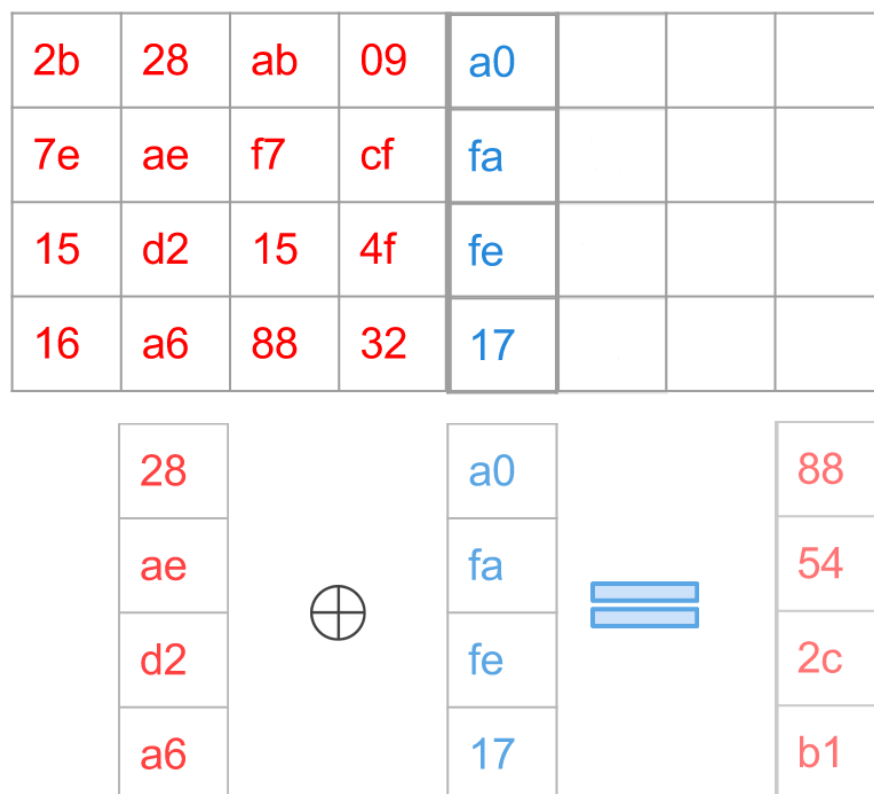 2b 28 ab 09 a0
7e ae f7 cf fa
15 d2 15 4f fe
16 a6 88 32 17
28 a0 88
ae fa 54
d2 fe 2c
a6 17 b1